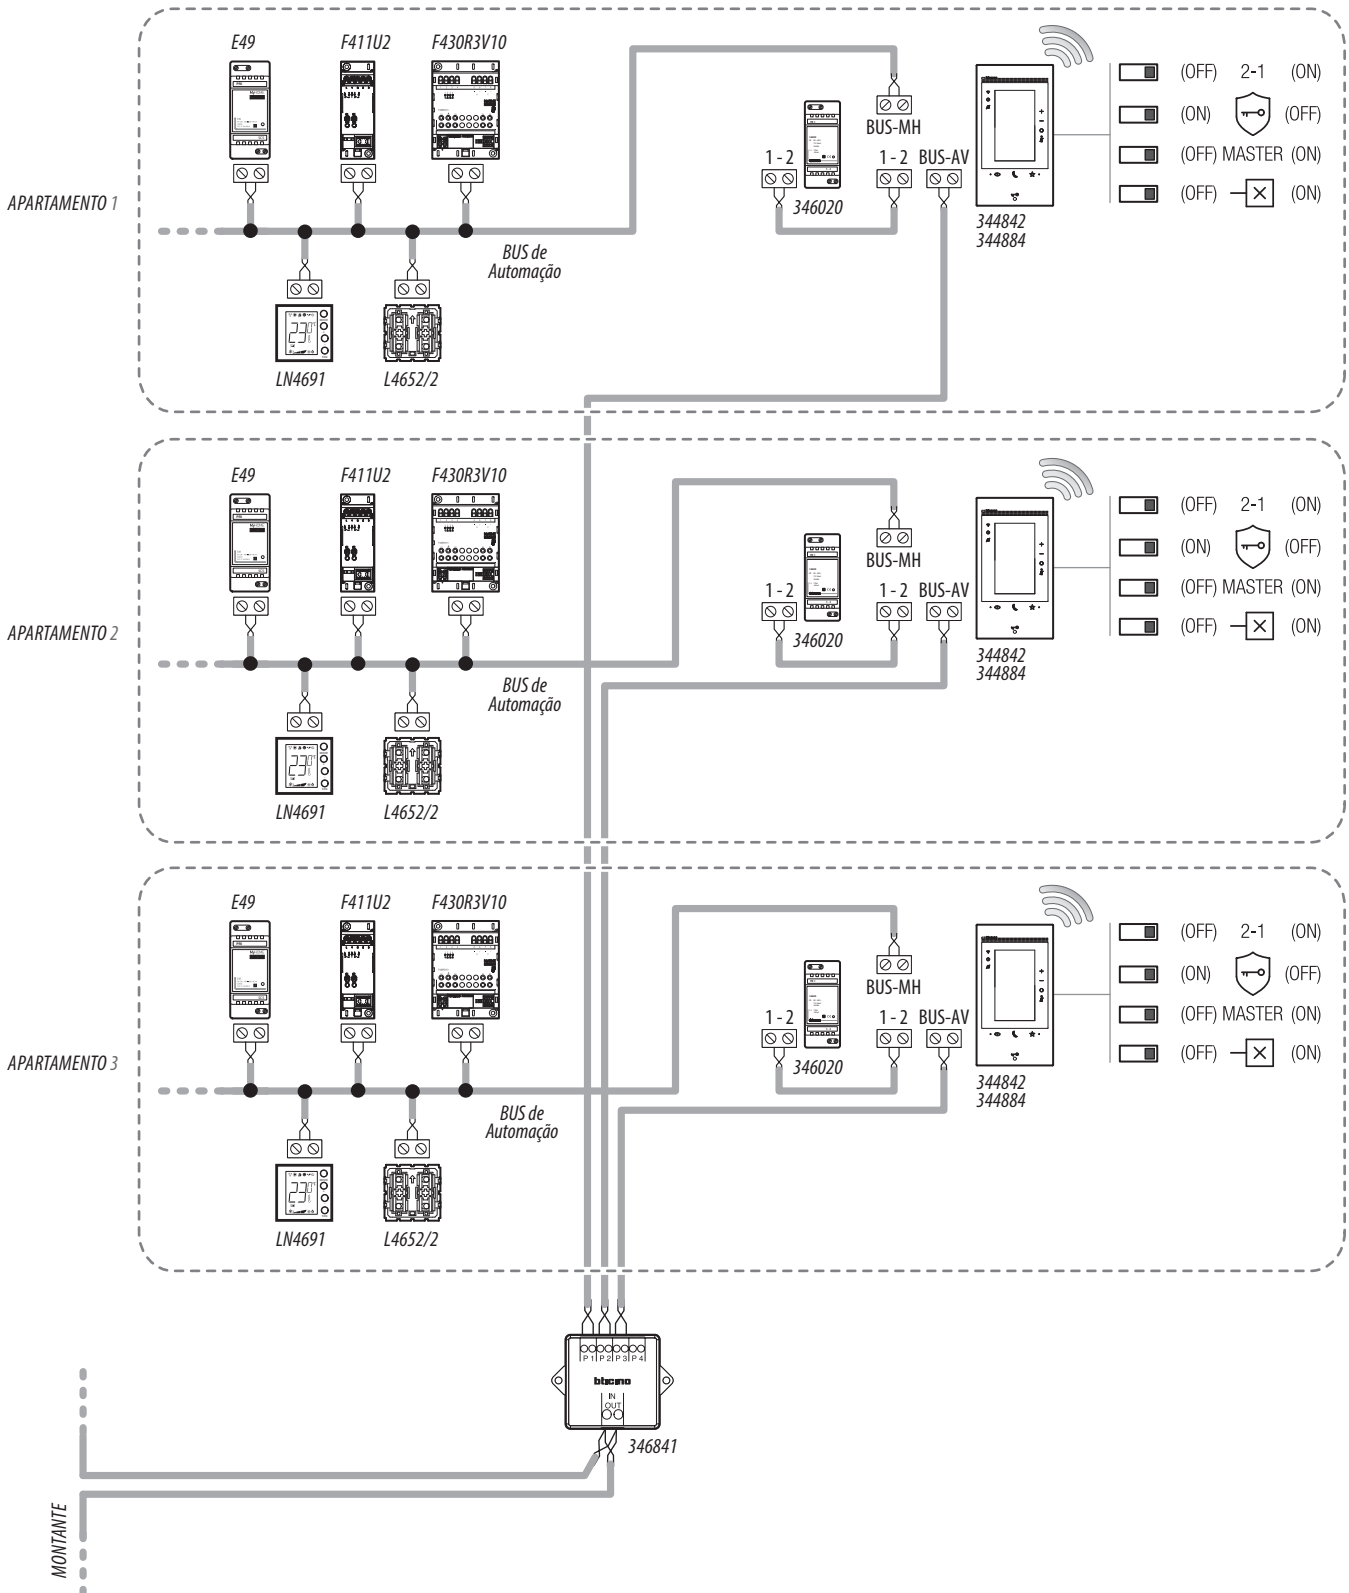 E49 F411U2 F430R3V10
(OFF) 2-1 (ON)
(ON) (OFF)
BUS-MH
1 - 2 1 - 2 BUS-AV
(OFF) MASTER (ON)
(OFF) (ON)
346020
APARTAMENTO 1
344842
344884
BUS de
Automação
LN4691 L4652/2
E49 F411U2 F430R3V10
(OFF) 2-1 (ON)
(ON) (OFF)
BUS-MH
1 - 2 1 - 2 BUS-AV
(OFF) MASTER (ON)
(OFF) (ON)
346020
APARTAMENTO 2
344842
344884
BUS de
Automação
LN4691 L4652/2
E49 F411U2 F430R3V10
(OFF) 2-1 (ON)
(ON) (OFF)
BUS-MH
1 - 2 1 - 2 BUS-AV
(OFF) MASTER (ON)
(OFF) (ON)
346020
APARTAMENTO 3
344842
344884
BUS de
Automação
LN4691 L4652/2
P1 P2 P3 P4
bticino
IN
OUT
346841
MONTANTE